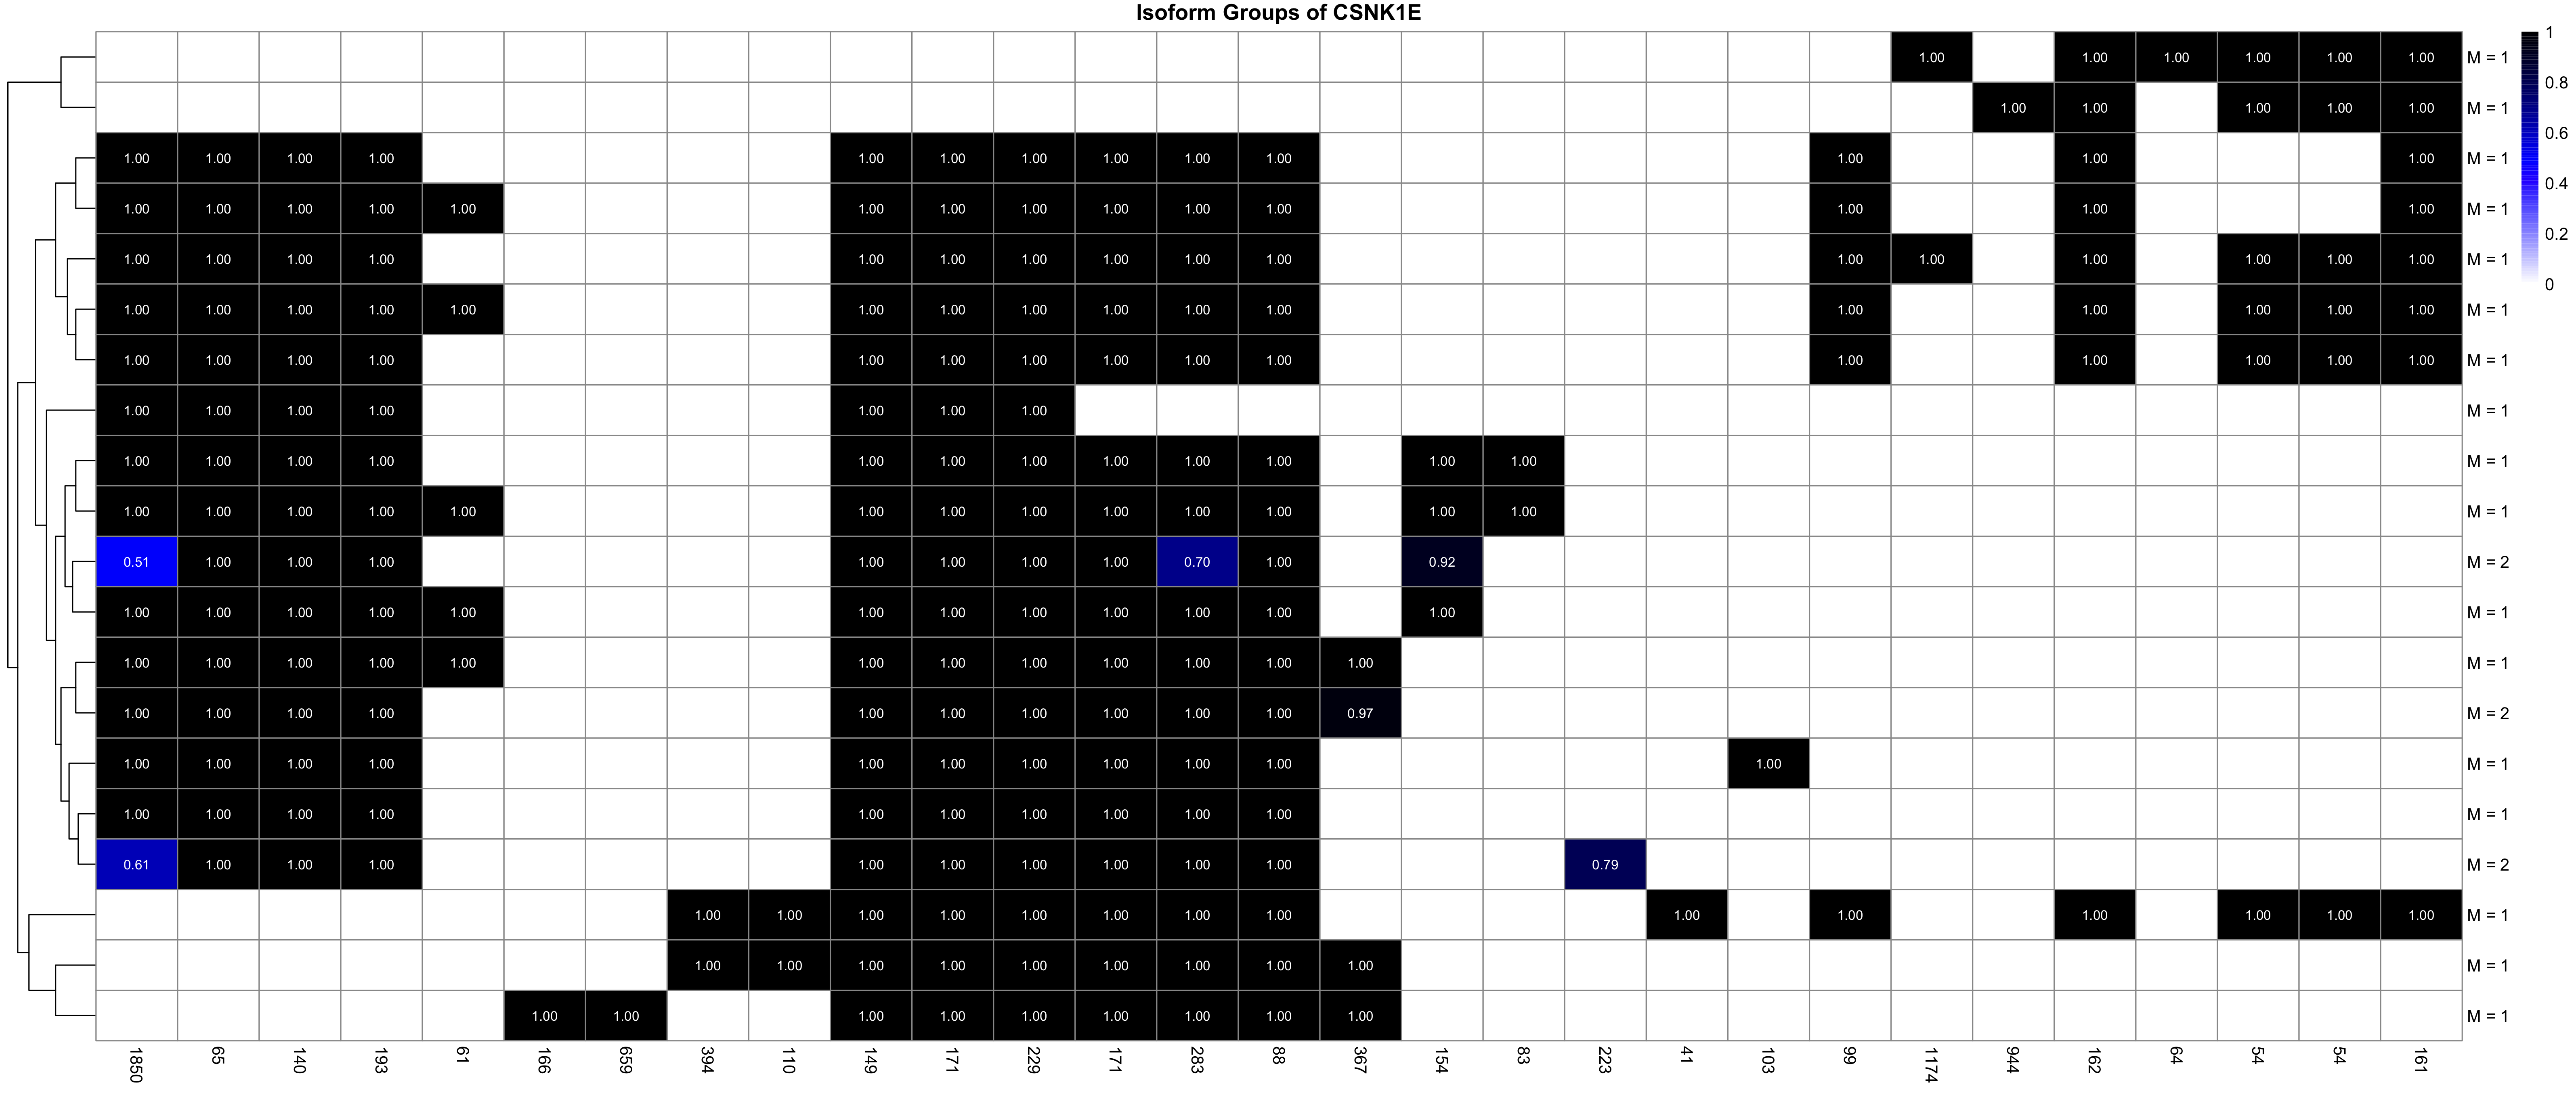 Isoform Groups of CSNK1E
1.00 1.00 1.00 1.00 1.00 1.00 M = 1
1.00 1.00 1.00 1.00 1.00 M = 1
1.00 1.00 1.00 1.00 1.00 1.00 1.00 1.00 1.00 1.00 1.00 1.00 1.00 M = 1
1.00 1.00 1.00 1.00 1.00 1.00 1.00 1.00 1.00 1.00 1.00 1.00 1.00 1.00 M = 1
1.00 1.00 1.00 1.00 1.00 1.00 1.00 1.00 1.00 1.00 1.00 1.00 1.00 1.00 1.00 1.00 M = 1
1.00 1.00 1.00 1.00 1.00 1.00 1.00 1.00 1.00 1.00 1.00 1.00 1.00 1.00 1.00 1.00 M = 1
1.00 1.00 1.00 1.00 1.00 1.00 1.00 1.00 1.00 1.00 1.00 1.00 1.00 1.00 1.00 M = 1
1.00 1.00 1.00 1.00 1.00 1.00 1.00 M = 1
1.00 1.00 1.00 1.00 1.00 1.00 1.00 1.00 1.00 1.00 1.00 1.00 M = 1
1.00 1.00 1.00 1.00 1.00 1.00 1.00 1.00 1.00 1.00 1.00 1.00 1.00 M = 1
0.51 1.00 1.00 1.00 1.00 1.00 1.00 1.00 0.70 1.00 0.92 M = 2
1.00 1.00 1.00 1.00 1.00 1.00 1.00 1.00 1.00 1.00 1.00 1.00 M = 1
1.00 1.00 1.00 1.00 1.00 1.00 1.00 1.00 1.00 1.00 1.00 1.00 M = 1
1.00 1.00 1.00 1.00 1.00 1.00 1.00 1.00 1.00 1.00 0.97 M = 2
1.00 1.00 1.00 1.00 1.00 1.00 1.00 1.00 1.00 1.00 1.00 M = 1
1.00 1.00 1.00 1.00 1.00 1.00 1.00 1.00 1.00 1.00 M = 1
0.61 1.00 1.00 1.00 1.00 1.00 1.00 1.00 1.00 1.00 0.79 M = 2
1.00 1.00 1.00 1.00 1.00 1.00 1.00 1.00 1.00 1.00 1.00 1.00 1.00 1.00 M = 1
1.00 1.00 1.00 1.00 1.00 1.00 1.00 1.00 1.00 M = 1
1.00 1.00 1.00 1.00 1.00 1.00 1.00 1.00 1.00 M = 1
1850 65 140 193 61 166 659 394 110 149 171 229 171 283 88 367 154 83 223 41 103 99 1174 944 162 64 54 54 161
1
0.8
0.6
0.4
0.2
0